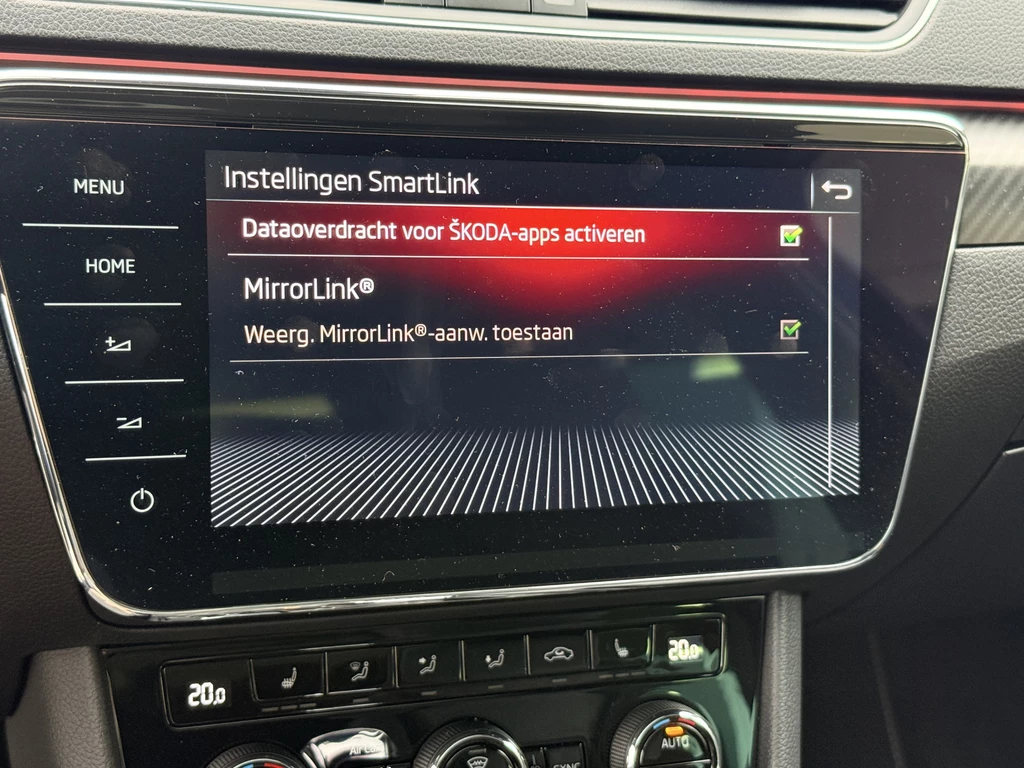 MENU
HOME
Instellingen SmartLink
Dataoverdracht voor ŠKODA-apps activeren
MirrorLink®
Weerg. MirrorLink®-aanw. toestaan
20,0
20,0
AUTO
SYNC